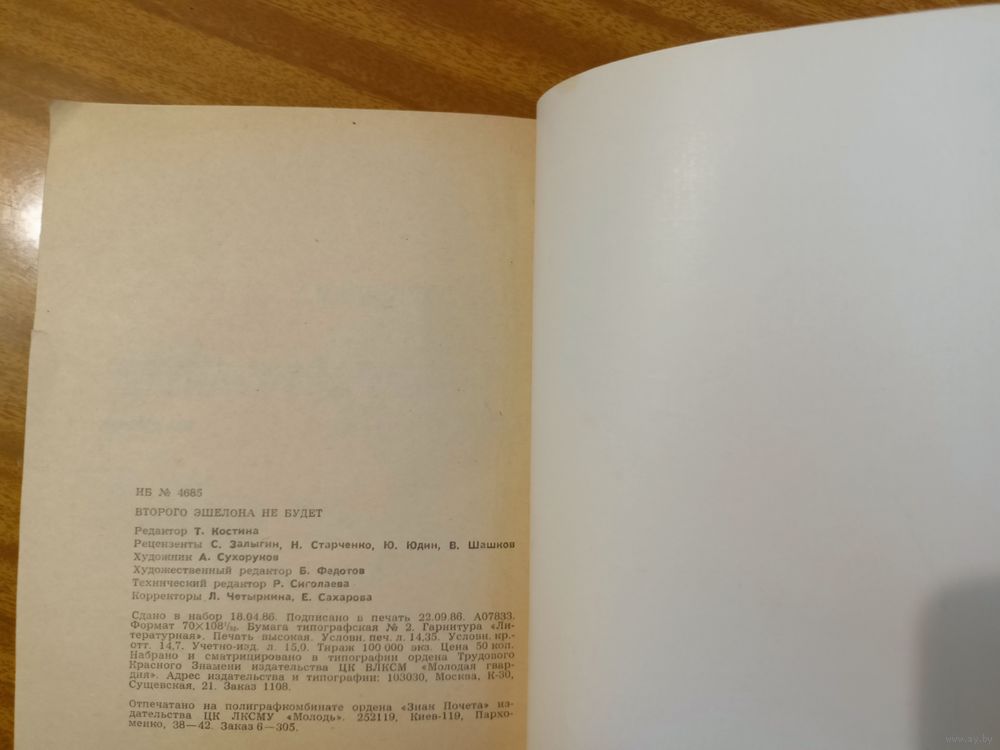 ИБ № 4685
ВТОРОГО ЭШЕЛОНА НЕ БУДЕТ
Редактор Т. Костина
Рецензенты С. Залыгин, Н. Старченко, Ю. Юдин, В. Шашков
Художник А. Сухоруков
Художественный редактор Б. Федотов
Технический редактор Р. Сиголаева
Корректоры Л. Четыркина, Е. Сахарова
Сдано в набор 18.04.86. Подписано в печать 22.09.86. А07833.
Формат 70×108¹/₃₂. Бумага типографская № 2. Гарнитура «Ли-
тературная». Печать высокая. Условн. печ. л. 14,35. Условн. кр.-
отт. 14,7. Учетно-изд. л. 15,0. Тираж 100 000 экз. Цена 50 коп.
Набрано и сматрицировано в типографии ордена Трудового
Красного Знамени издательства ЦК ВЛКСМ «Молодая гвар-
дия». Адрес издательства и типографии: 103030, Москва, К-30,
Сущевская, 21. Заказ 1108.
Отпечатано на полиграфкомбинате ордена «Знак Почета» из-
дательства ЦК ЛКСМУ «Молодь». 252119, Киев-119, Пархо-
менко, 38—42. Заказ 6—305.
www.ay.by